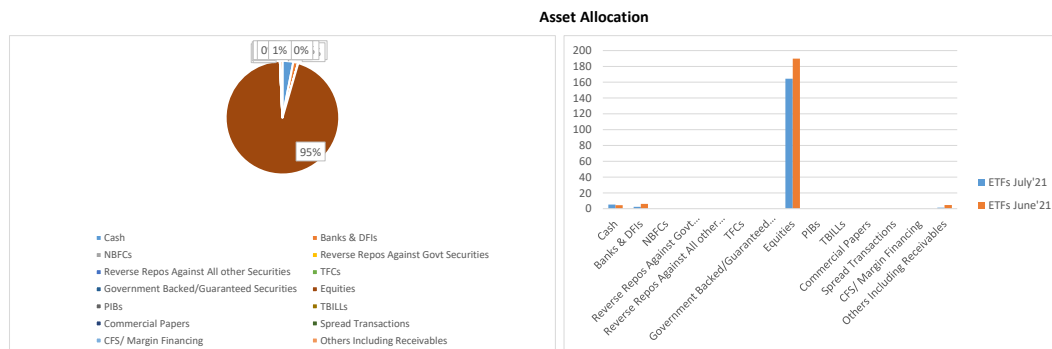 Asset Allocation
0 1% 0% %
95%
Cash
Banks & DFIs
NBFCs
Reverse Repos Against Govt Securities
Reverse Repos Against All other Securities
TFCs
Government Backed/Guaranteed Securities
Equities
PIBs
TBILLs
Commercial Papers
Spread Transactions
CFS/ Margin Financing
Others Including Receivables
200
180
160
140
120
100
80
60
40
20
0
Cash
Banks & DFIs
NBFCs
Reverse Repos Against Govt...
Reverse Repos Against All other...
TFCs
Government Backed/Guaranteed...
Equities
PIBs
TBILLs
Commercial Papers
Spread Transactions
CFS/ Margin Financing
Others Including Receivables
ETFs July'21
ETFs June'21